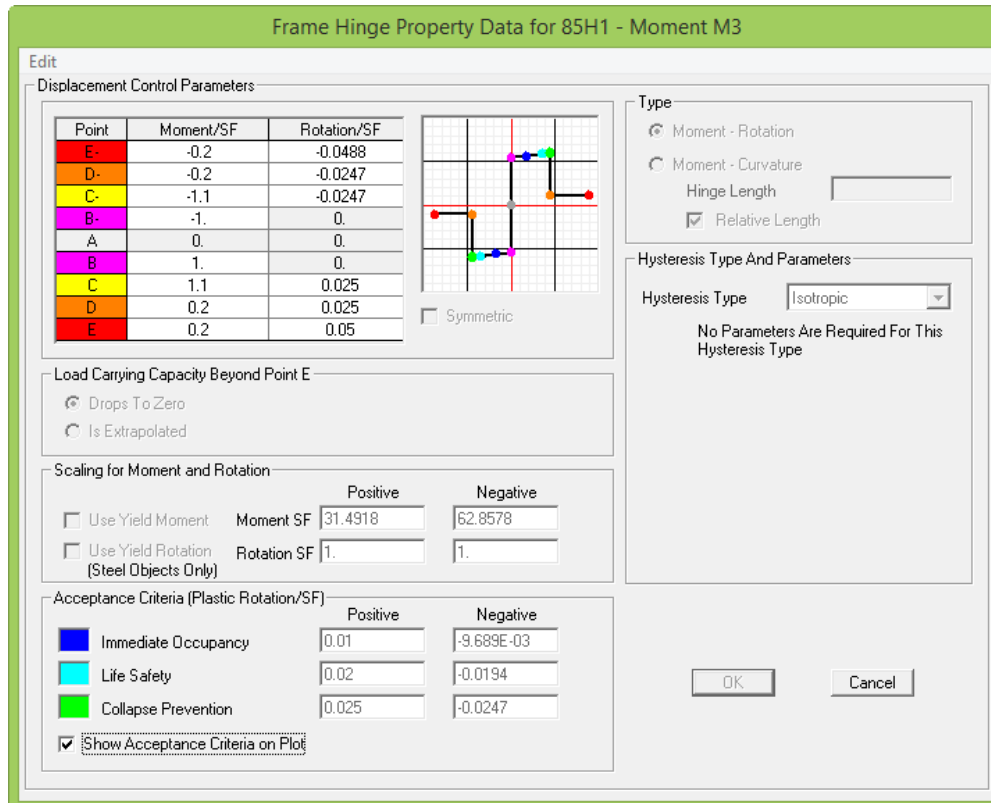 Frame Hinge Property Data for 85H1 - Moment M3
Edit
Displacement Control Parameters
Point Moment/SF Rotation/SF
E- -0.2 -0.0488
D- -0.2 -0.0247
C- -1.1 -0.0247
B- -1. 0.
A 0. 0.
B 1. 0.
C 1.1 0.025
D 0.2 0.025
E 0.2 0.05
Symmetric
Type
Moment - Rotation
Moment - Curvature
Hinge Length
Relative Length
Hysteresis Type And Parameters
Hysteresis Type Isotropic
No Parameters Are Required For This
Hysteresis Type
Load Carrying Capacity Beyond Point E
Drops To Zero
Is Extrapolated
Scaling for Moment and Rotation
Positive Negative
Use Yield Moment Moment SF 31.4918 62.8578
Use Yield Rotation Rotation SF 1. 1.
(Steel Objects Only)
Acceptance Criteria (Plastic Rotation/SF)
Positive Negative
Immediate Occupancy 0.01 -9.689E-03
Life Safety 0.02 -0.0194
Collapse Prevention 0.025 -0.0247
Show Acceptance Criteria on Plot
OK Cancel